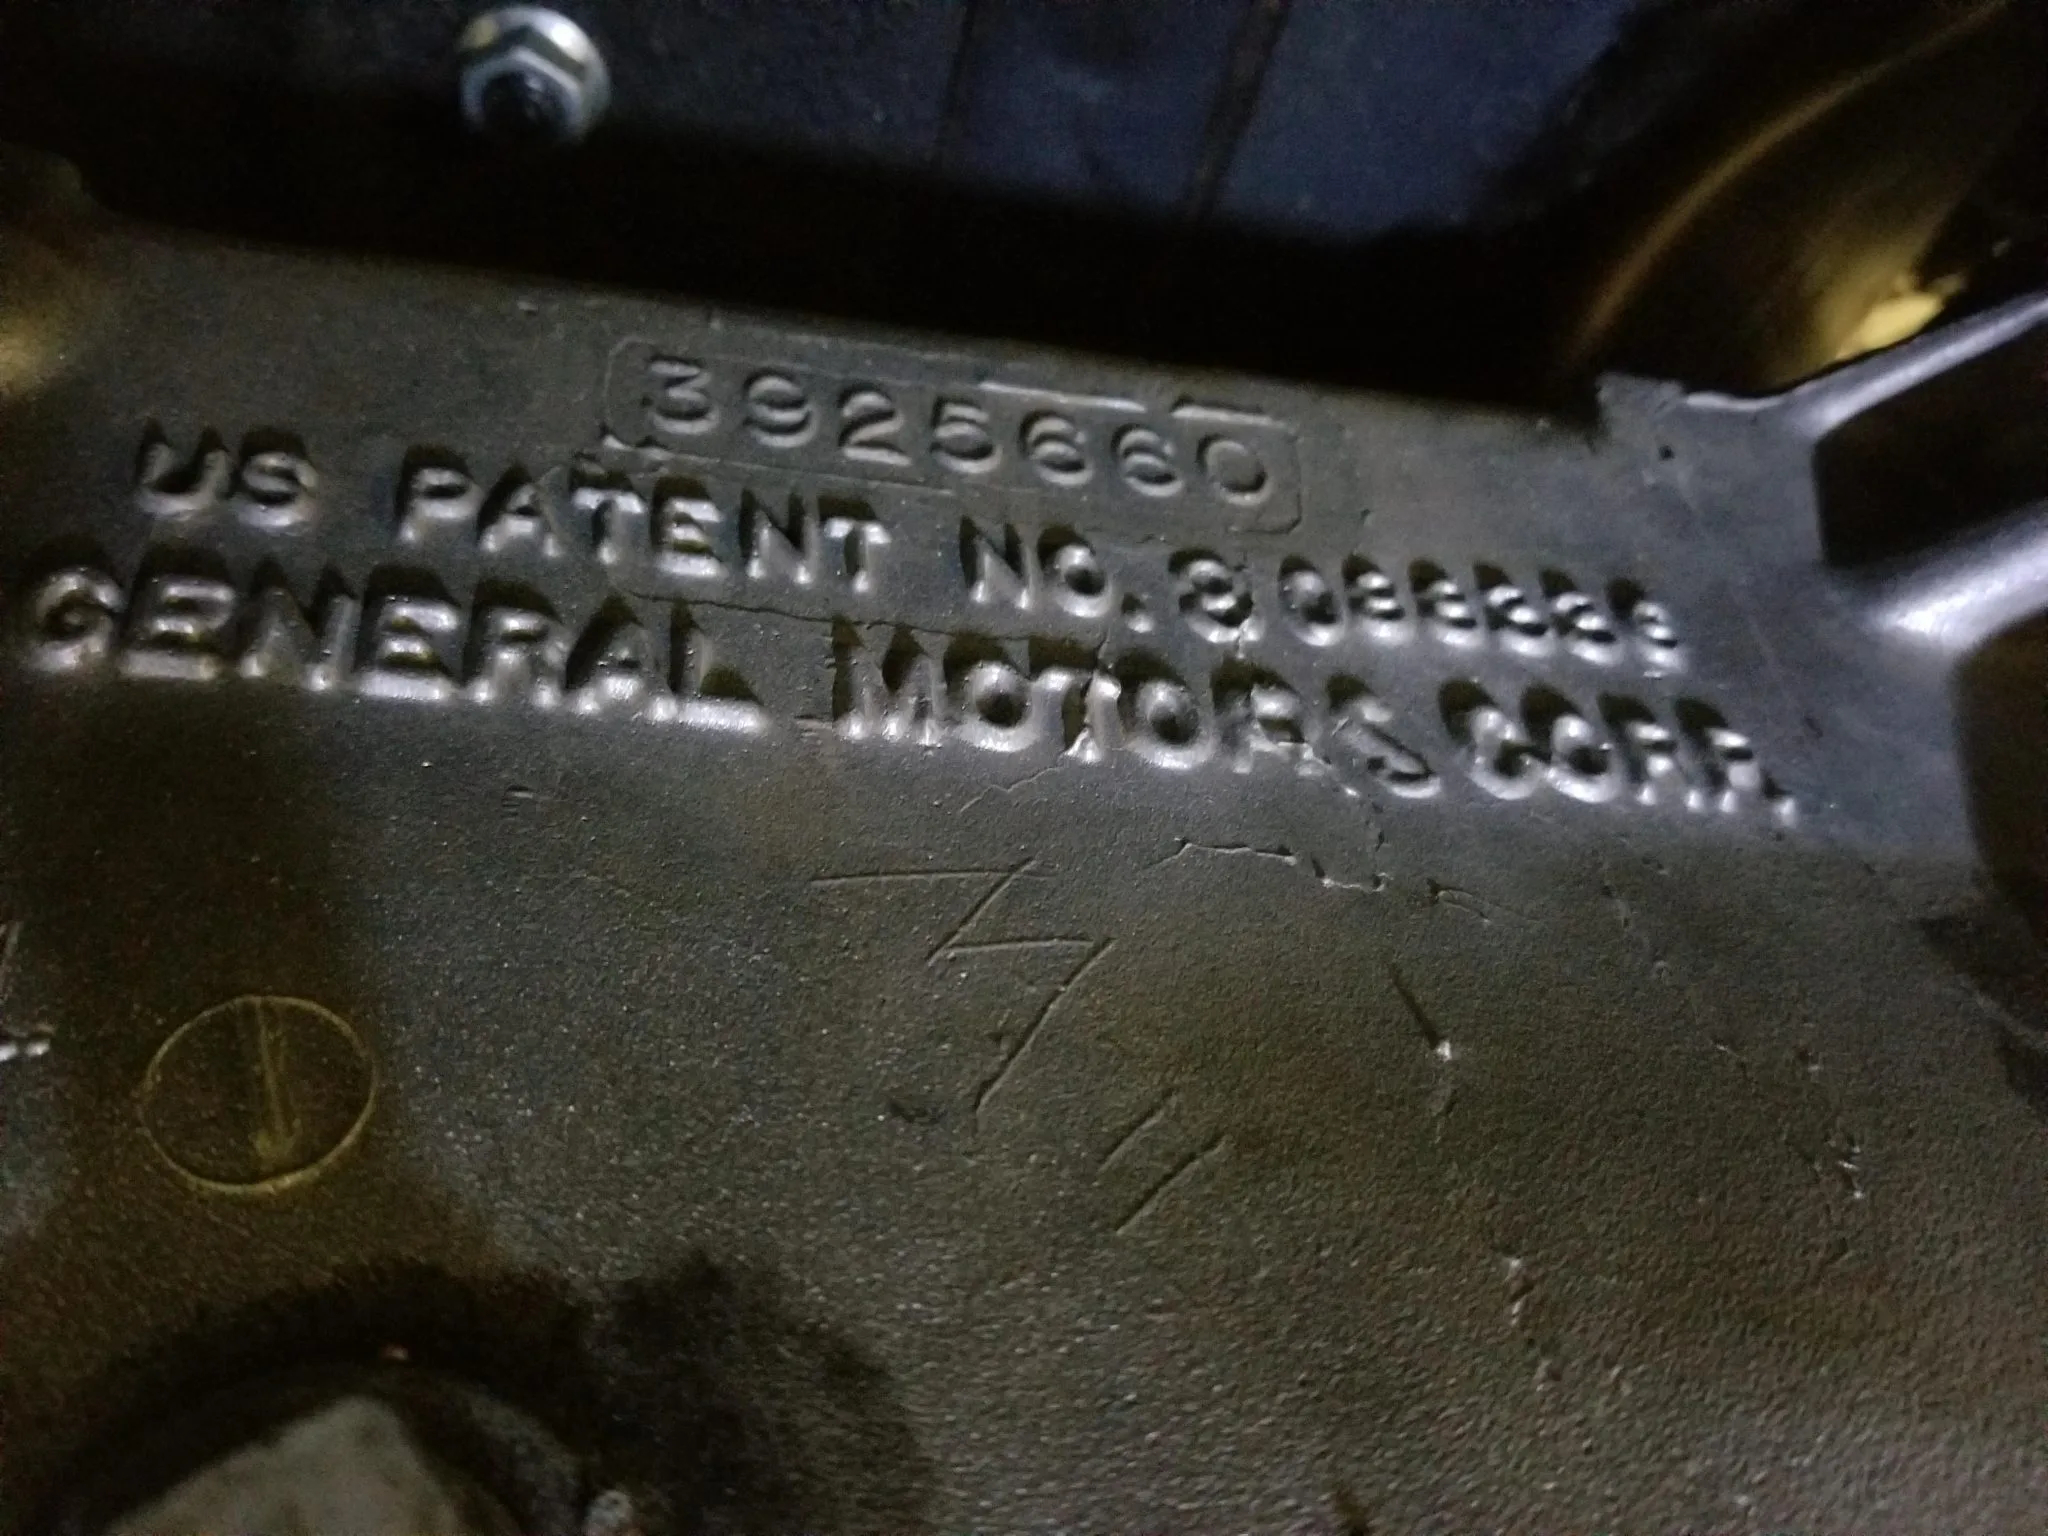 3925660
US PATENT NO.
GENERAL MOTORS CORP.